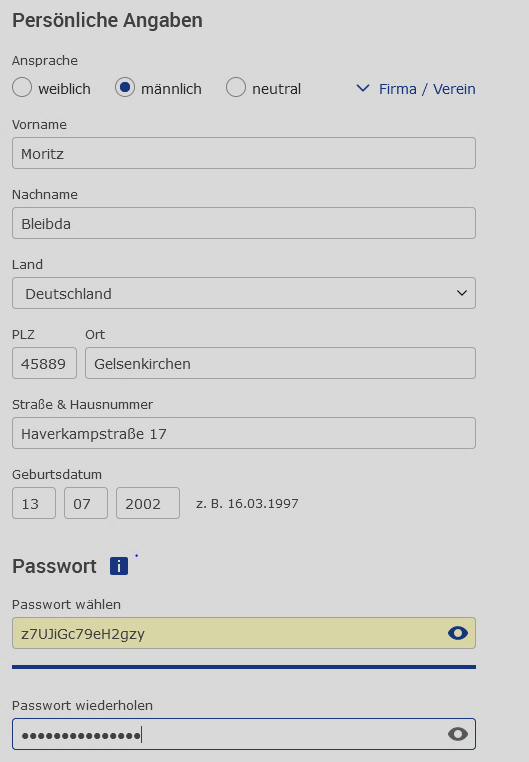 Persönliche Angaben
Ansprache
weiblich männlich neutral Firma / Verein
Vorname
Moritz
Nachname
Bleibda
Land
Deutschland
PLZ Ort
45889 Gelsenkirchen
Straße & Hausnummer
Haverkampstraße 17
Geburtsdatum
13 07 2002 z. B. 16.03.1997
Passwort i
Passwort wählen
z7UJiGc79eH2gzy
Passwort wiederholen
•••••••••••••••